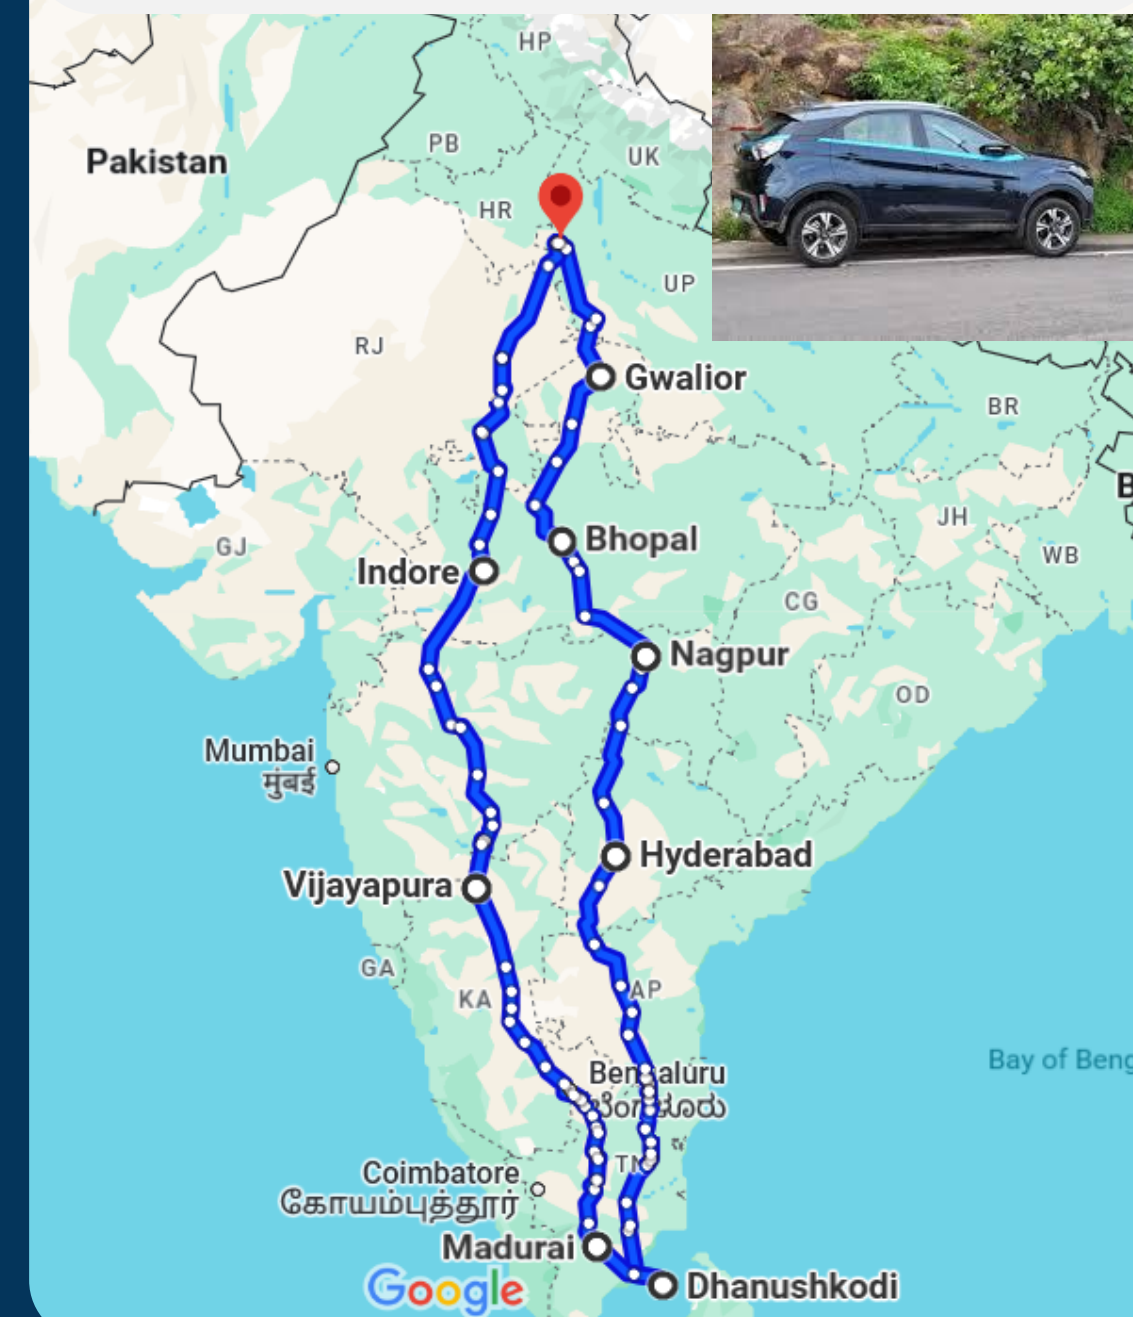 HP
PB
Pakistan
UK
HR
UP
RJ
Gwalior
BR
JH
Bhopal
GJ
WB
Indore
CG
Nagpur
OD
Mumbai
मुंबई
Hyderabad
Vijayapura
GA
KA
AP
Bay of Beng
Bengaluru
ಬೆಂಗಳೂರು
TN
Coimbatore
கோயம்புத்தூர்
Madurai
Google
Dhanushkodi